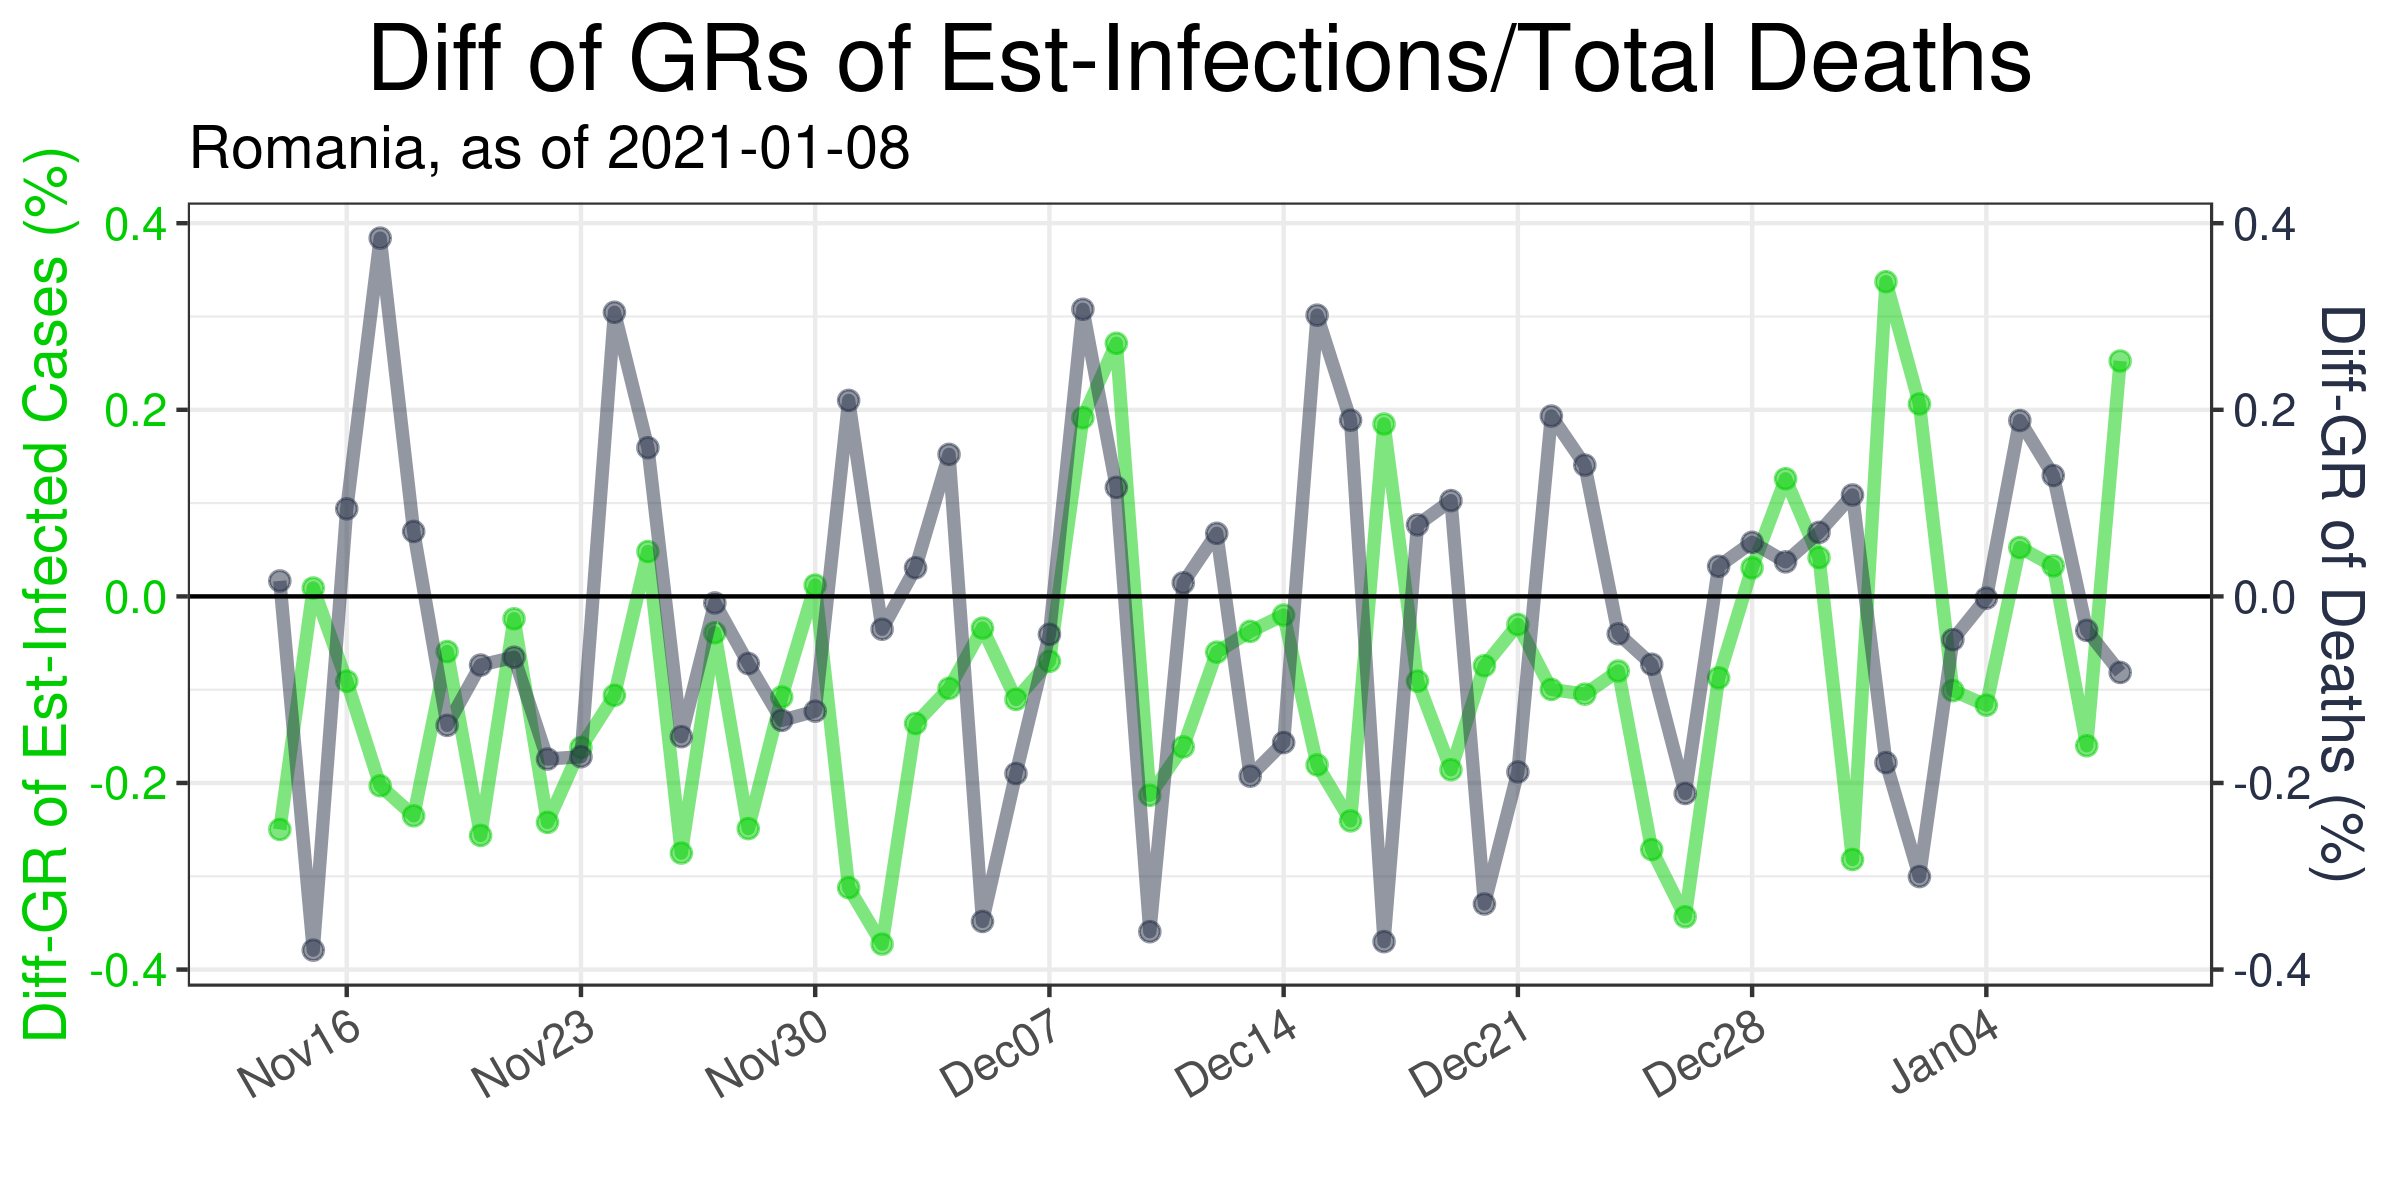 Diff of GRs of Est-Infections/Total Deaths
Romania, as of 2021-01-08
Diff-GR of Est-Infected Cases (%)
0.4
0.2
0.0
-0.2
-0.4
0.4
0.2
0.0
-0.2
-0.4
Diff-GR of Deaths (%)
Nov16
Nov23
Nov30
Dec07
Dec14
Dec21
Dec28
Jan04